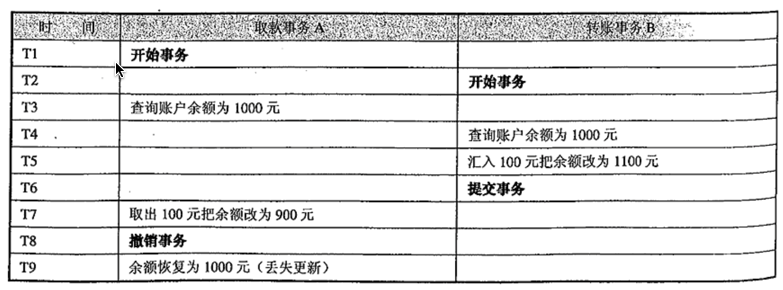 时 间 取款事务A 转账事务B
T1 开始事务
T2 开始事务
T3 查询账户余额为 1000 元
T4 查询账户余额为 1000 元
T5 汇入 100 元把余额改为 1100 元
T6 提交事务
T7 取出 100 元把余额改为 900 元
T8 撤销事务
T9 余额恢复为 1000 元（丢失更新）